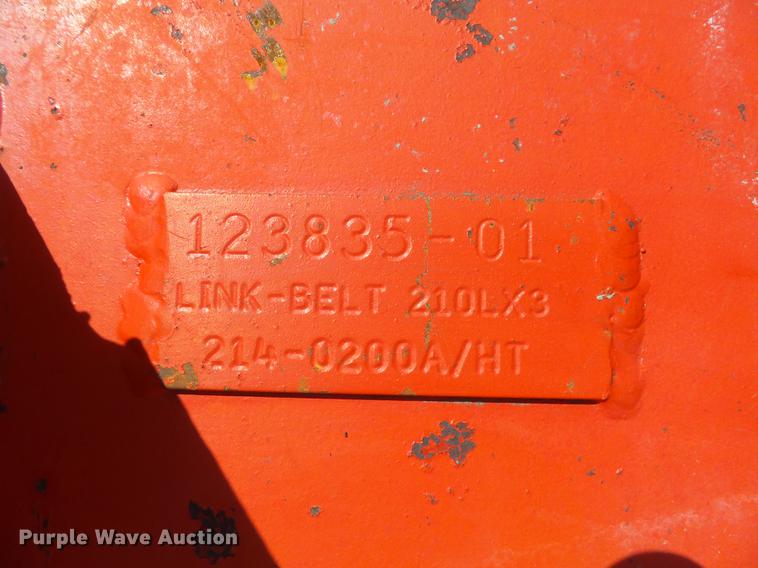 123835-01
LINK-BELT 210LX3
214-0200A/HT
Purple Wave Auction